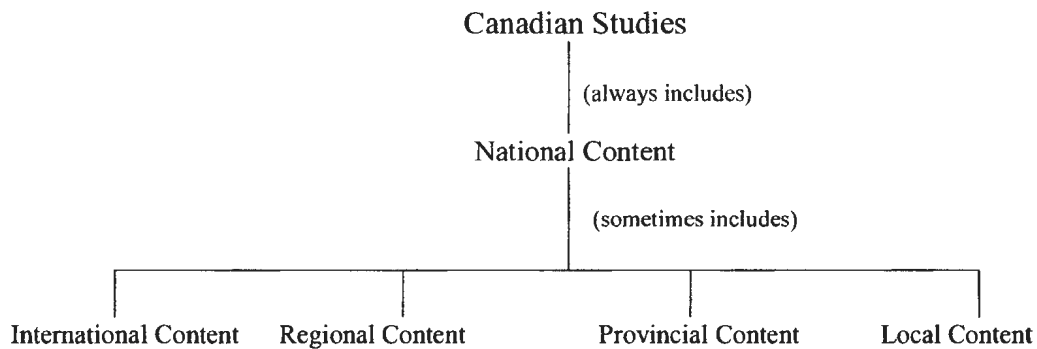 Canadian Studies
(always includes)
National Content
(sometimes includes)
International Content Regional Content Provincial Content Local Content